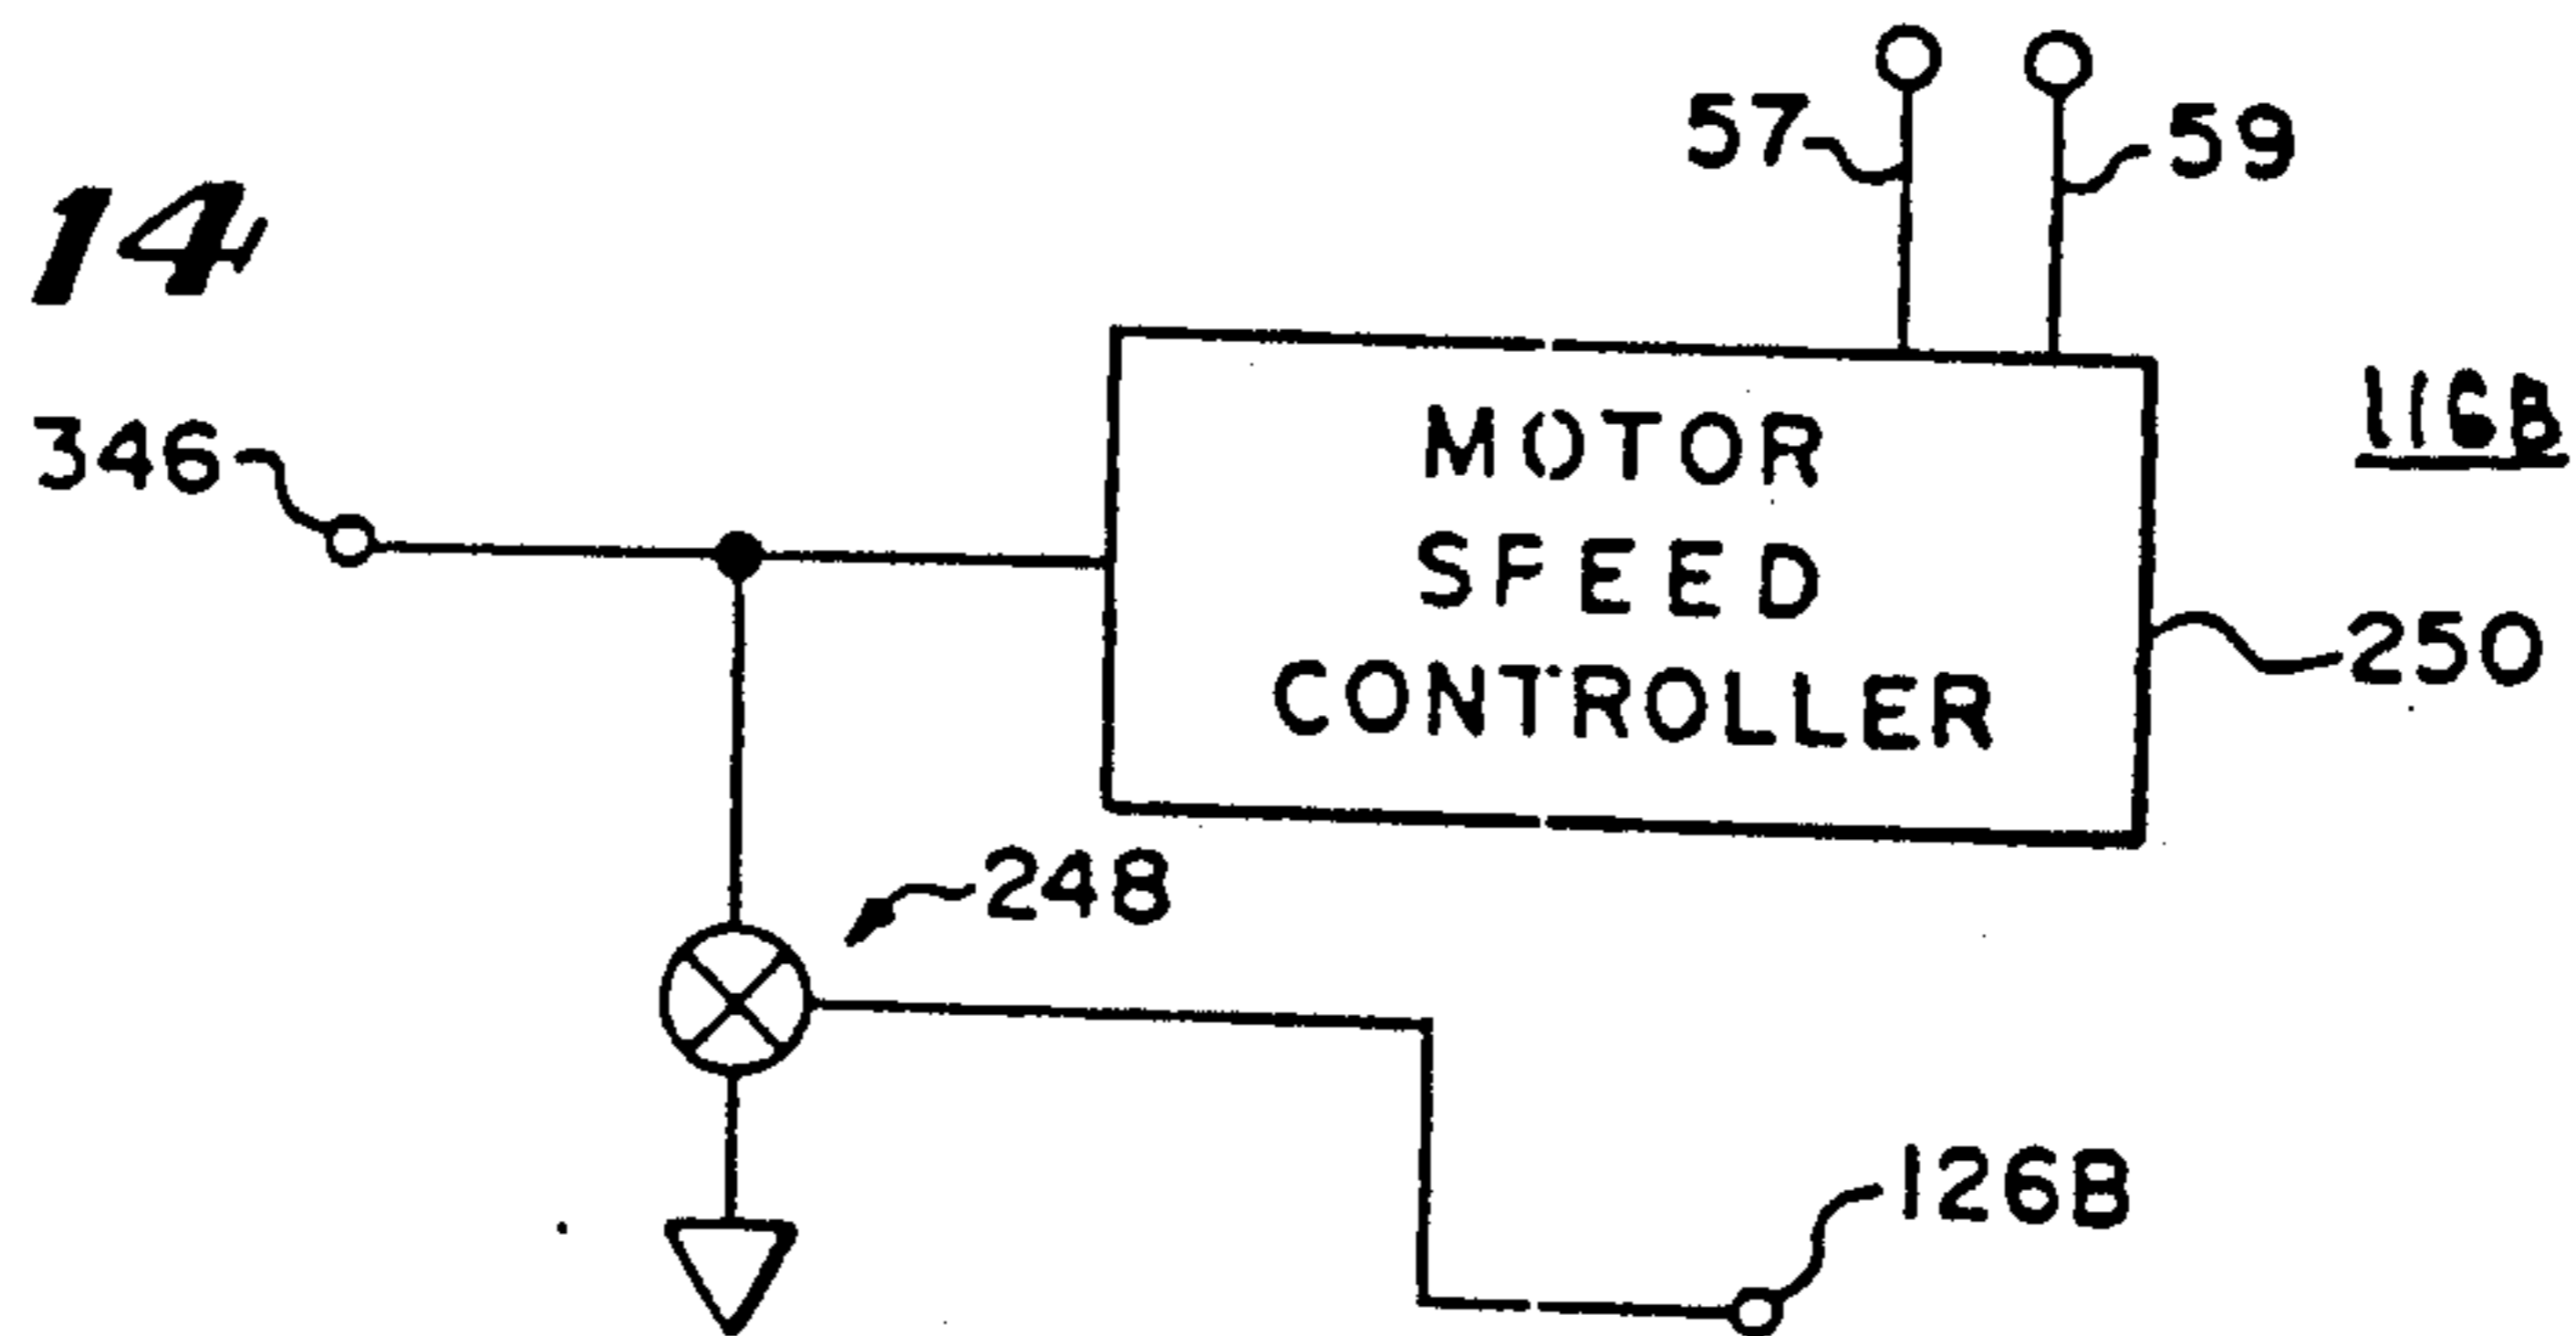 14
57
59
346
MOTOR
SPEED
CONTROLLER
116B
250
248
126B